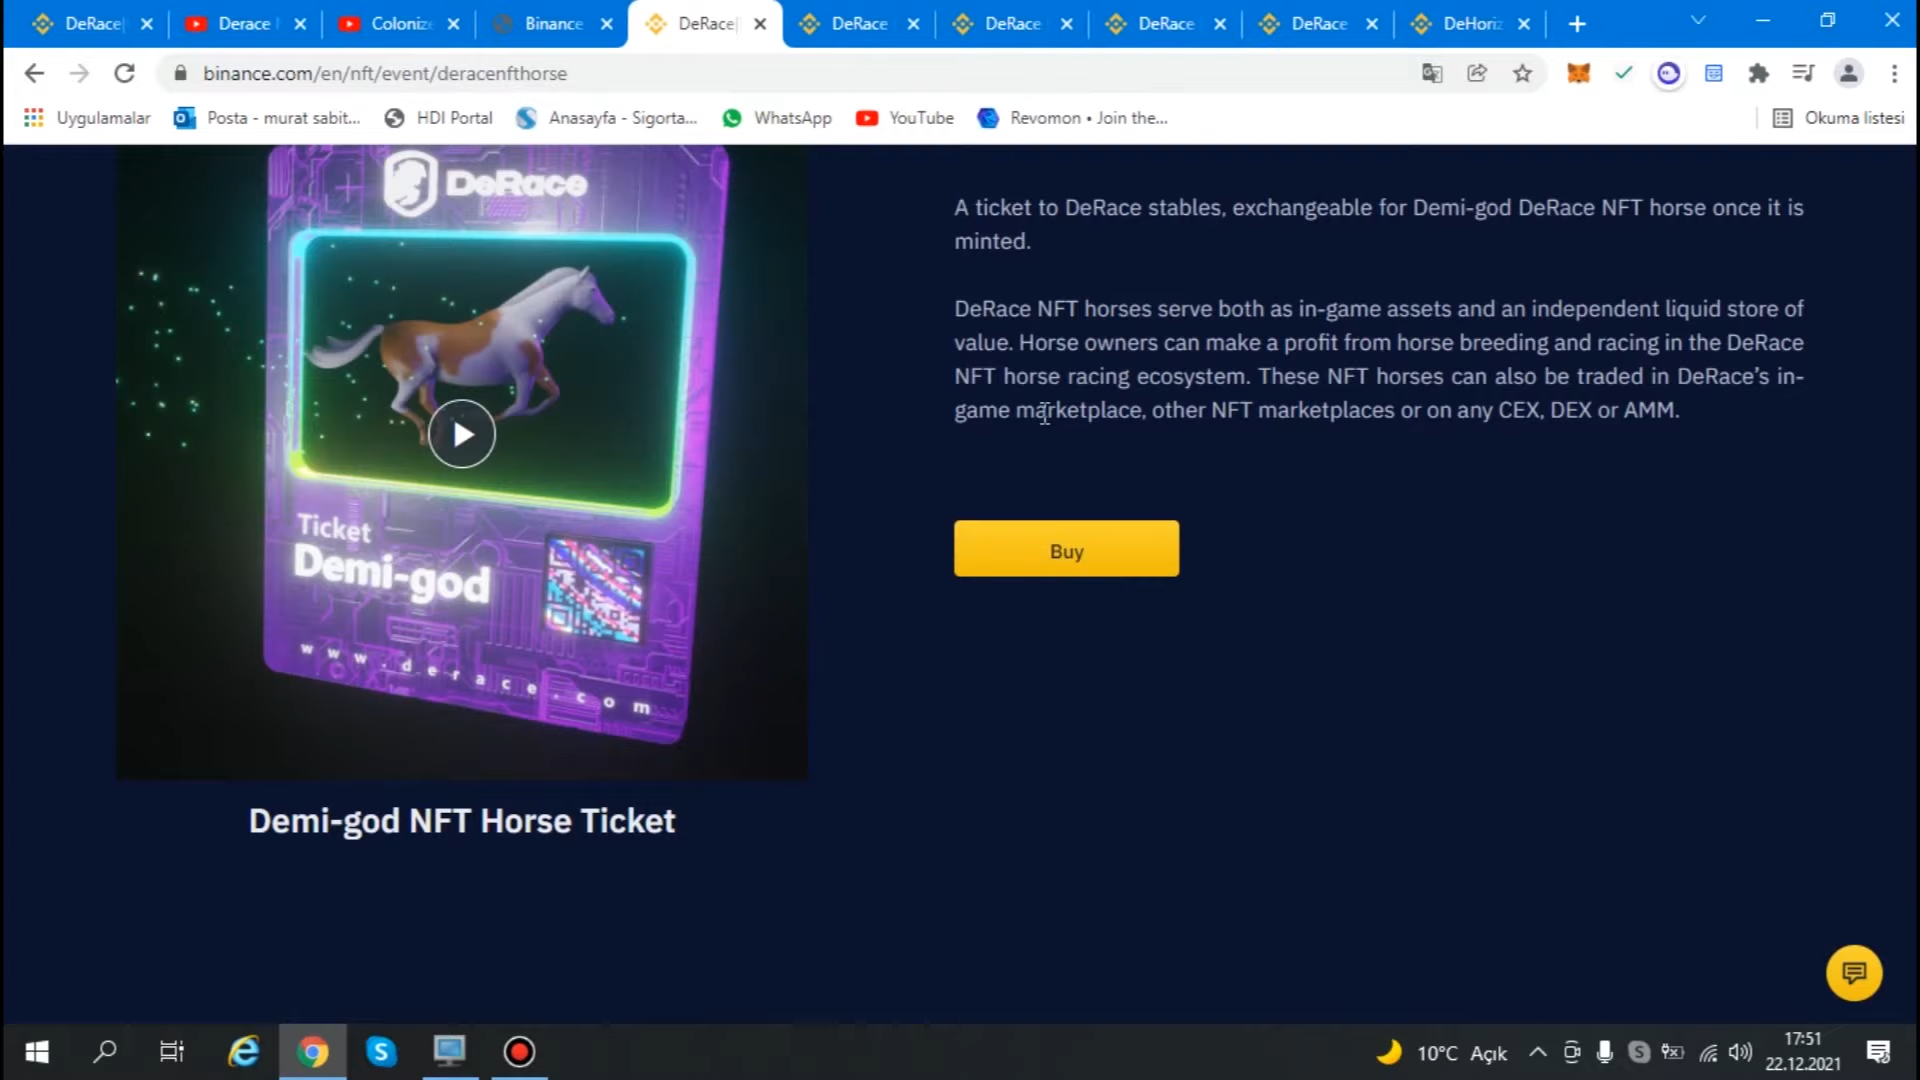 DeRace
Derace
Coloniz
Binance
DeRace
DeRace
DeRace
DeRace
DeRace
DeHoriz
binance.com/en/nft/event/deracenfthorse
Uygulamalar
Posta - murat sabit...
HDI Portal
Anasayfa - Sigorta...
WhatsApp
YouTube
Revomon • Join the...
Okuma listesi
DeRace
Ticket
Demi-god
www.derace.com
Demi-god NFT Horse Ticket
A ticket to DeRace stables, exchangeable for Demi-god DeRace NFT horse once it is
minted.
DeRace NFT horses serve both as in-game assets and an independent liquid store of
value. Horse owners can make a profit from horse breeding and racing in the DeRace
NFT horse racing ecosystem. These NFT horses can also be traded in DeRace's in-
game marketplace, other NFT marketplaces or on any CEX, DEX or AMM.
Buy
10°C Açık
17:51
22.12.2021